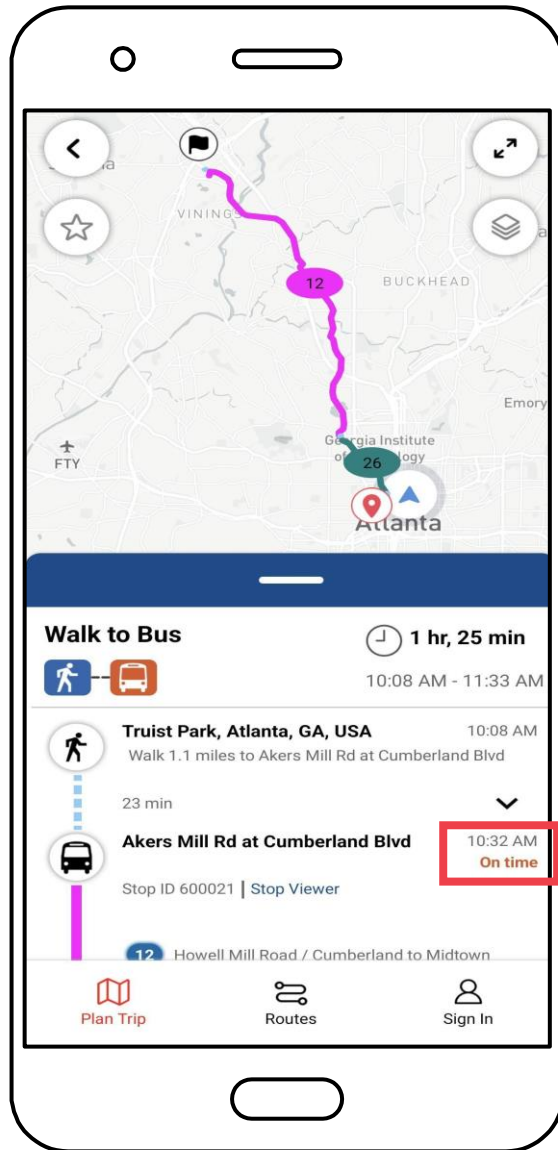 VININGS
12
BUCKHEAD
Emory
Georgia Institute
FTY
26
Atlanta
Walk to Bus
1 hr, 25 min
10:08 AM - 11:33 AM
Truist Park, Atlanta, GA, USA
10:08 AM
Walk 1.1 miles to Akers Mill Rd at Cumberland Blvd
23 min
Akers Mill Rd at Cumberland Blvd
10:32 AM
On time
Stop ID 600021 | Stop Viewer
12 Howell Mill Road / Cumberland to Midtown
Plan Trip
Routes
Sign In